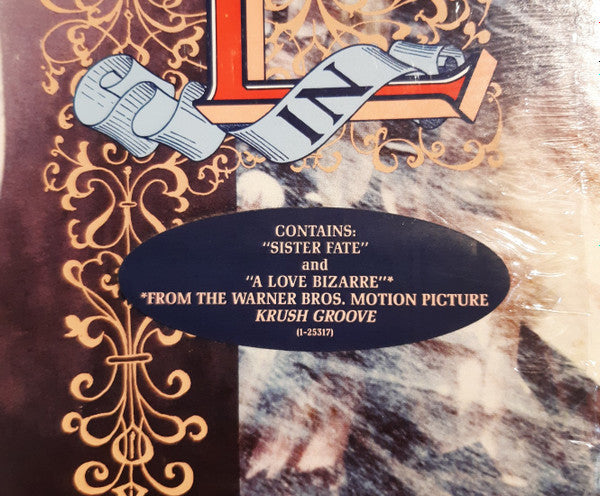 L
IN
CONTAINS:
"SISTER FATE"
and
"A LOVE BIZARRE"*
*FROM THE WARNER BROS. MOTION PICTURE
KRUSH GROOVE
(1-25317)